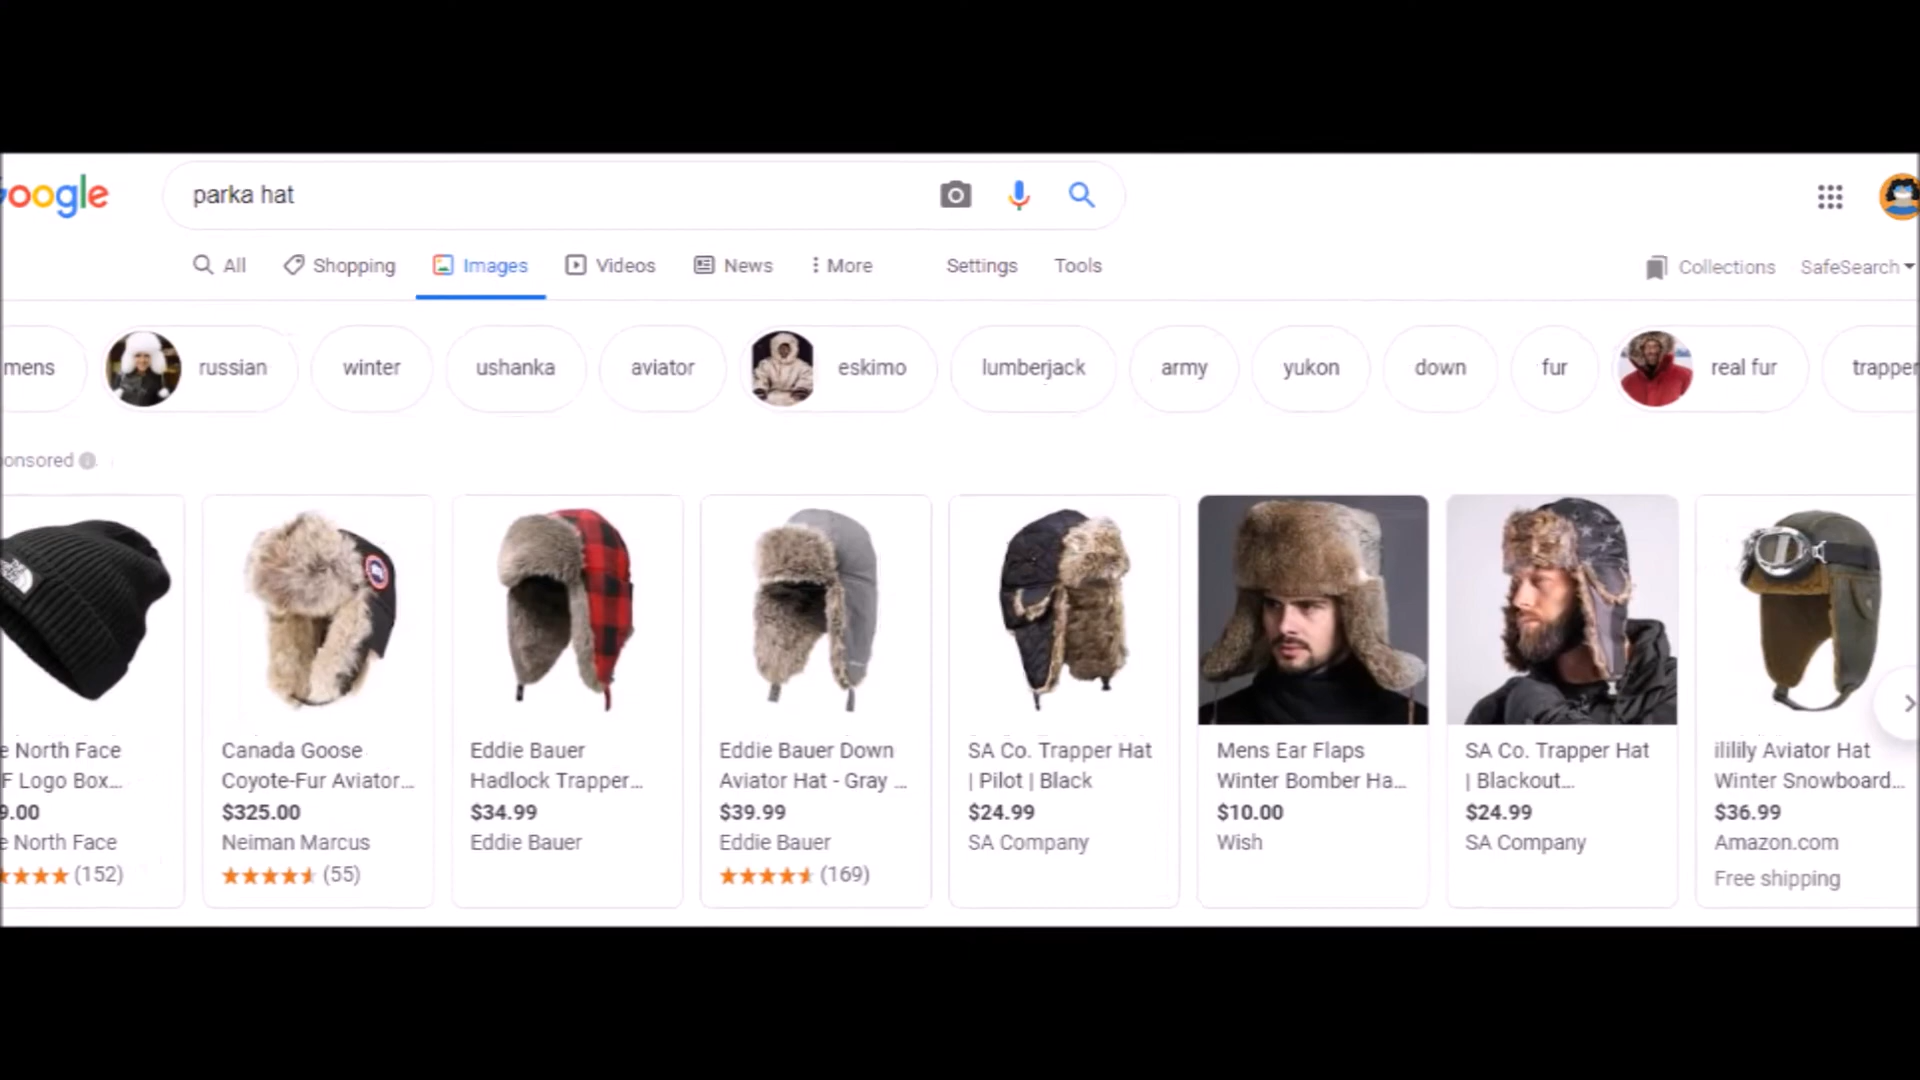 oogle
parka hat
All Shopping Images Videos News More Settings Tools Collections SafeSearch
mens russian winter ushanka aviator eskimo lumberjack army yukon down fur real fur trapper
onsored
e North Face
F Logo Box...
9.00
e North Face
(152)
Canada Goose
Coyote-Fur Aviator...
$325.00
Neiman Marcus
(55)
Eddie Bauer
Hadlock Trapper...
$34.99
Eddie Bauer
Eddie Bauer Down
Aviator Hat - Gray ...
$39.99
Eddie Bauer
(169)
SA Co. Trapper Hat
| Pilot | Black
$24.99
SA Company
Mens Ear Flaps
Winter Bomber Ha...
$10.00
Wish
SA Co. Trapper Hat
| Blackout...
$24.99
SA Company
ililily Aviator Hat
Winter Snowboard...
$36.99
Amazon.com
Free shipping